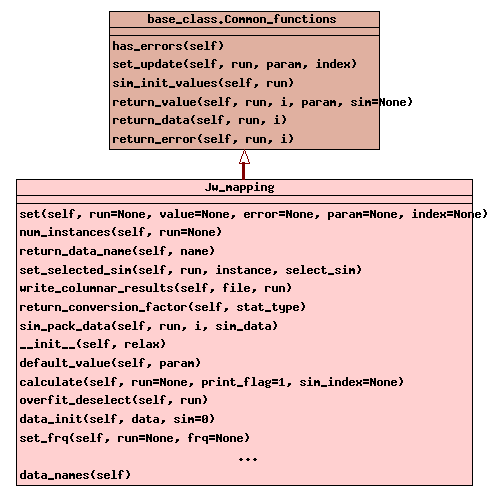 base_class.Common_functions
has_errors(self)
set_update(self, run, param, index)
sim_init_values(self, run)
return_value(self, run, i, param, sim=None)
return_data(self, run, i)
return_error(self, run, i)
Jw_mapping
set(self, run=None, value=None, error=None, param=None, index=None)
num_instances(self, run=None)
return_data_name(self, name)
set_selected_sim(self, run, instance, select_sim)
write_columnar_results(self, file, run)
return_conversion_factor(self, stat_type)
sim_pack_data(self, run, i, sim_data)
__init__(self, relax)
default_value(self, param)
calculate(self, run=None, print_flag=1, sim_index=None)
overfit_deselect(self, run)
data_init(self, data, sim=0)
set_frq(self, run=None, frq=None)
...
data_names(self)